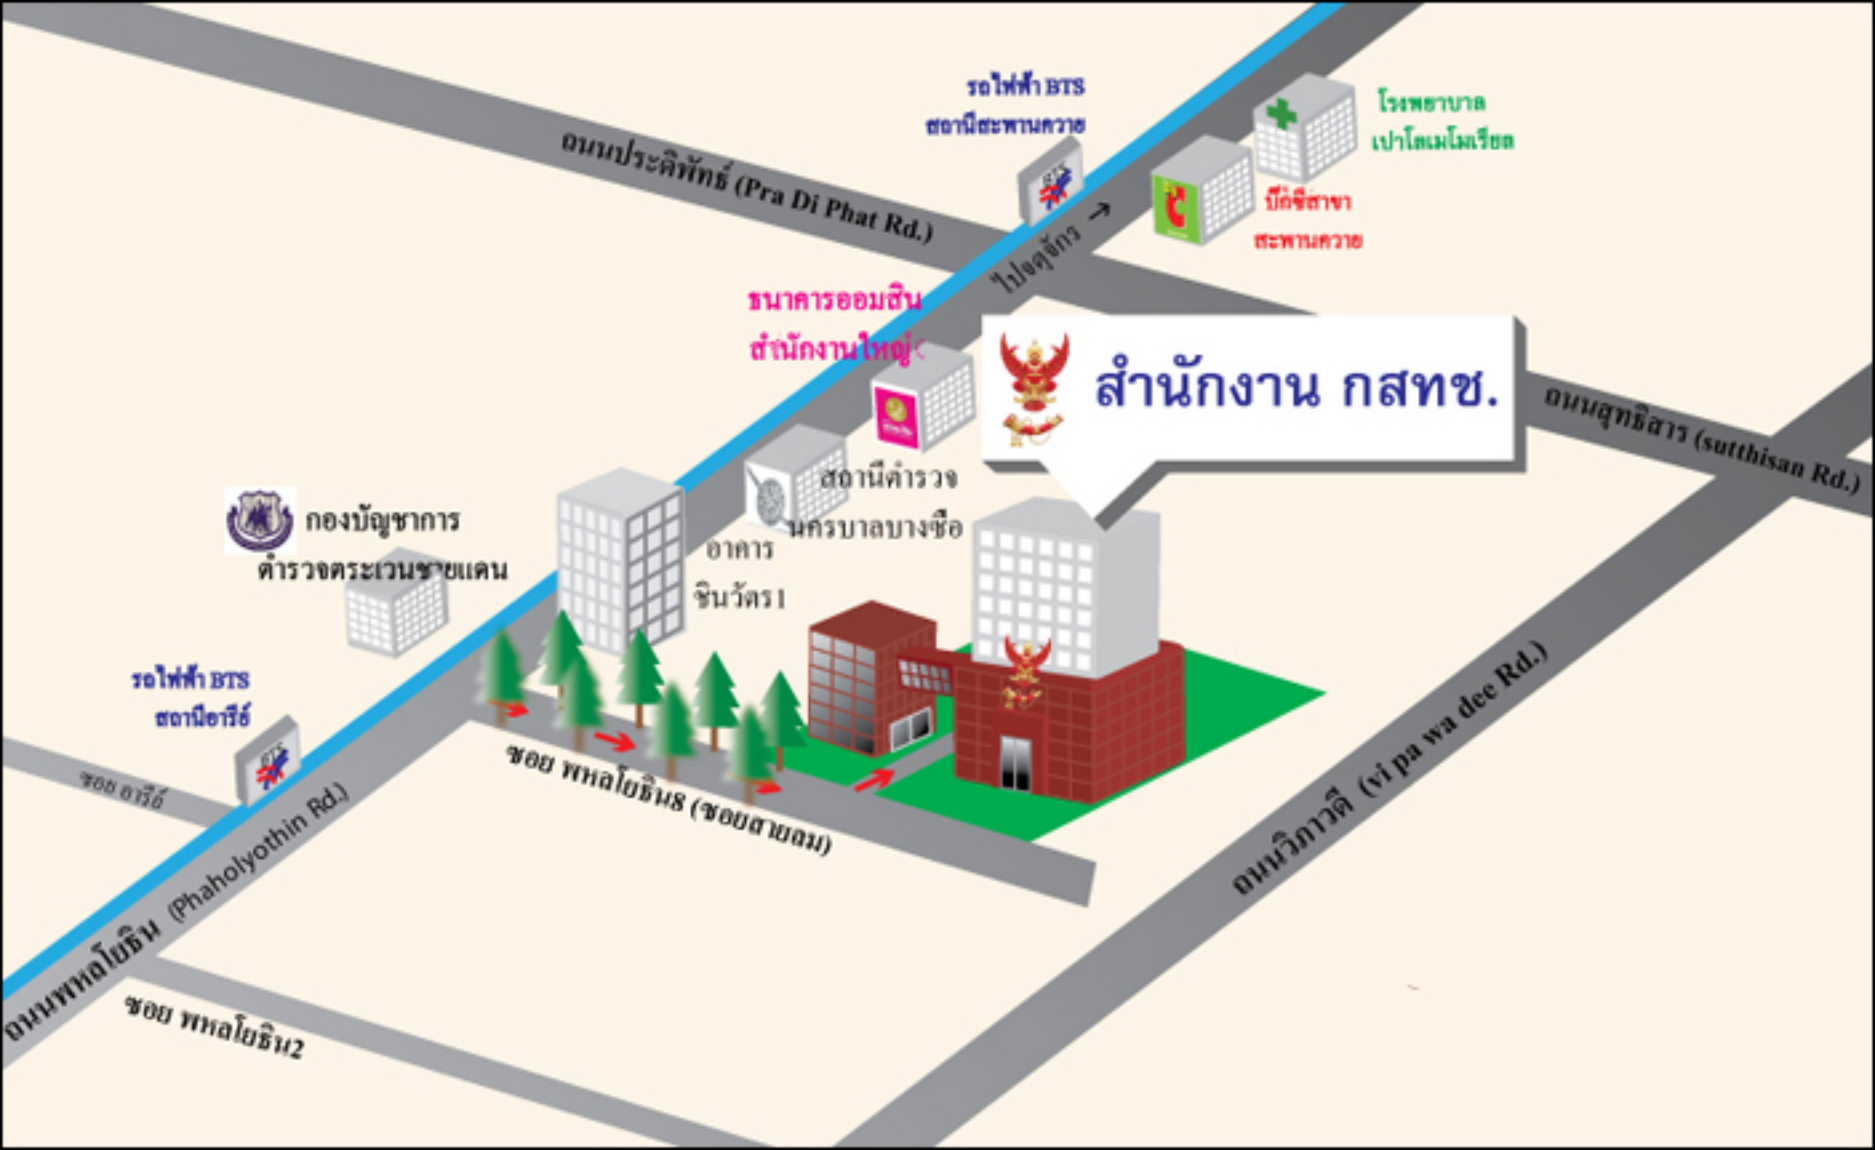 รถไฟฟ้า BTS
สถานีสะพานควาย
โรงพยาบาล
เปาโลเมโมเรียล
ถนนประดิพัทธ์ (Pra Di Phat Rd.)
BTS
บิ๊กซีสาขา
สะพานควาย
ไปจตุจักร →
ธนาคารออมสิน
สำนักงานใหญ่
สำนักงาน กสทช.
ถนนสุทธิสาร (sutthisan Rd.)
สถานีตำรวจ
นครบาลบางซื่อ
กองบัญชาการ
ตำรวจตระเวนชายแดน
อาคาร
ชินวัตร1
รถไฟฟ้า BTS
สถานีอารีย์
BTS
ซอย อารีย์
ซอย พหลโยธิน8 (ซอยสายลม)
ถนนวิภาวดี (vi pa wa dee Rd.)
ถนนพหลโยธิน (Phaholyothin Rd.)
ซอย พหลโยธิน2